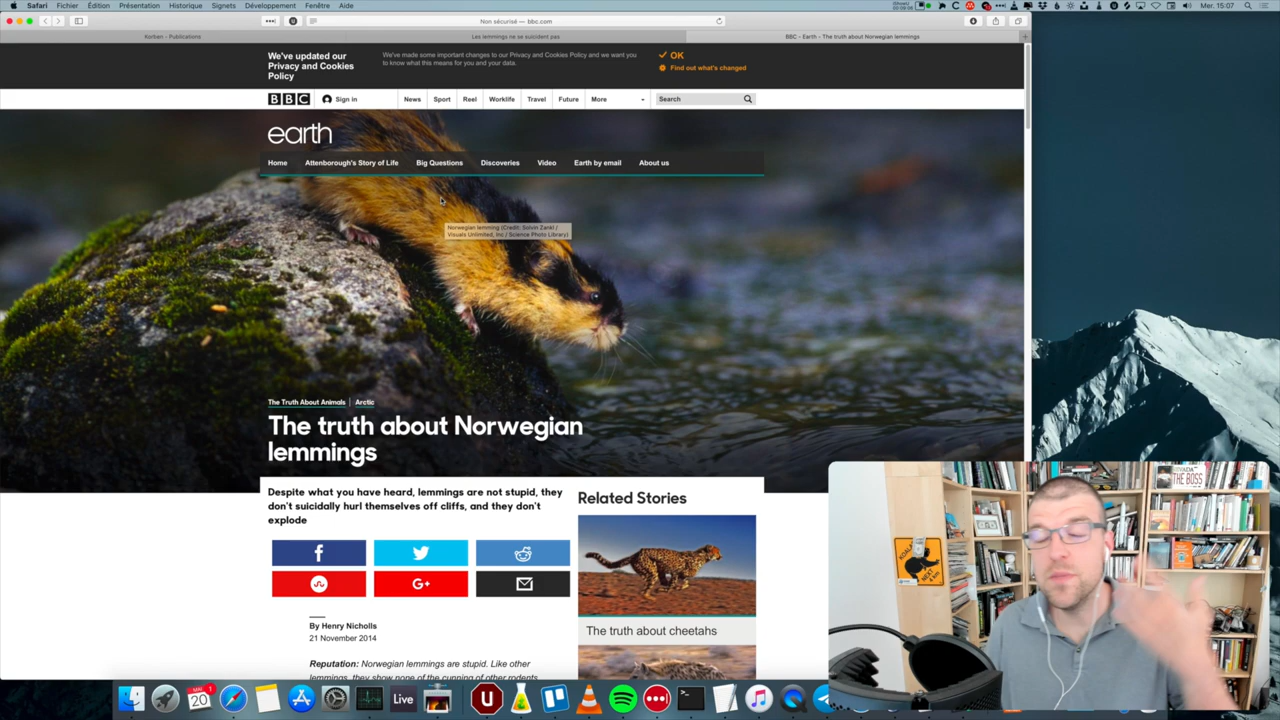 Safari Fichier Édition Présentation Historique Signets Développement Fenêtre Aide
Mer. 15:07
Non sécurisé — bbc.com
Korben - Publications
Les lemmings ne se suicident pas
BBC - Earth - The truth about Norwegian lemmings
We've updated our
Privacy and Cookies
Policy
We've made some important changes to our Privacy and Cookies Policy and we want you
to know what this means for you and your data.
OK
Find out what's changed
BBC
Sign in
News
Sport
Reel
Worklife
Travel
Future
More
Search
earth
Home
Attenborough's Story of Life
Big Questions
Discoveries
Video
Earth by email
About us
Norwegian lemming (Credit: Solvin Zankl /
Visuals Unlimited, Inc / Science Photo Library)
The Truth About Animals | Arctic
The truth about Norwegian
lemmings
Despite what you have heard, lemmings are not stupid, they
don't suicidally hurl themselves off cliffs, and they don't
explode
Related Stories
G+
The truth about cheetahs
By Henry Nicholls
21 November 2014
Reputation: Norwegian lemmings are stupid. Like other
lemmings, they show none of the cunning of other rodents
20
Live
THE BOSS
KOALAS
NEXT